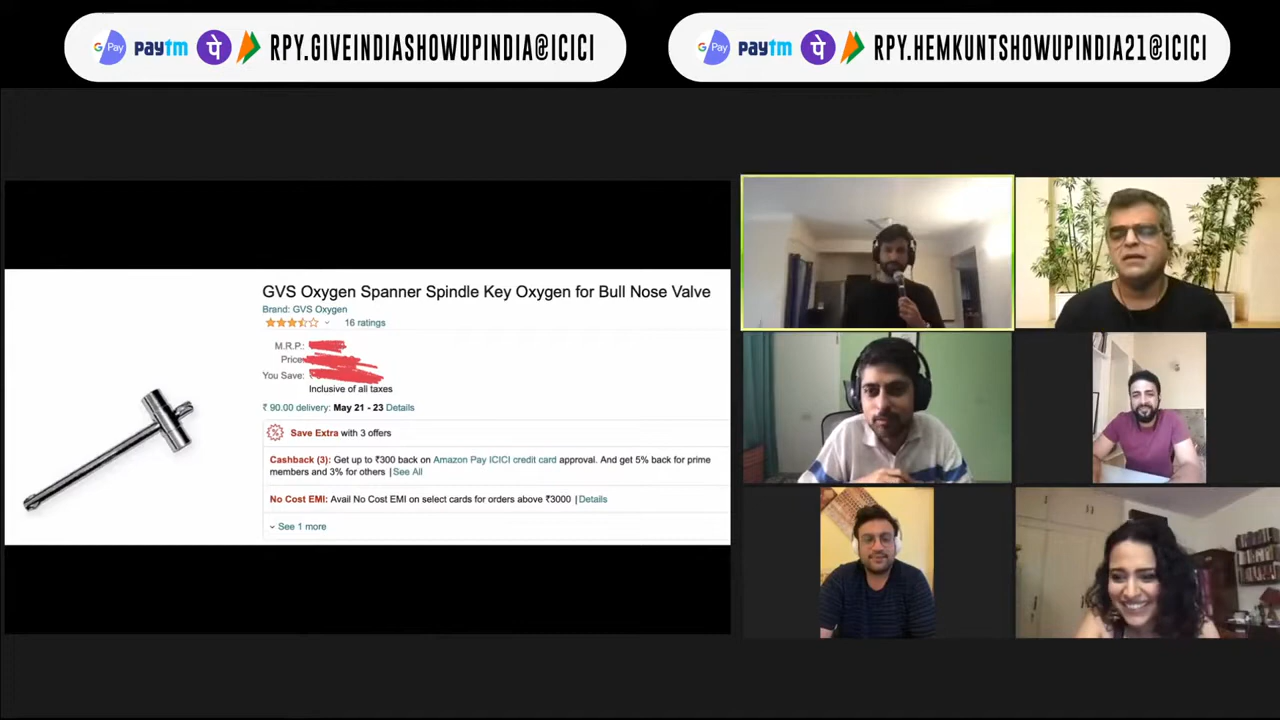 G Pay paytm पे RPY.GIVEINDIASHOWUPINDIA@ICICI
G Pay paytm पे RPY.HEMKUNTSHOWUPINDIA21@ICICI
GVS Oxygen Spanner Spindle Key Oxygen for Bull Nose Valve
Brand: GVS Oxygen
16 ratings
M.R.P.:
Price:
You Save: ₹
Inclusive of all taxes
₹ 90.00 delivery: May 21 - 23 Details
Save Extra with 3 offers
Cashback (3): Get up to ₹300 back on Amazon Pay ICICI credit card approval. And get 5% back for prime
members and 3% for others | See All
No Cost EMI: Avail No Cost EMI on select cards for orders above ₹3000 | Details
See 1 more